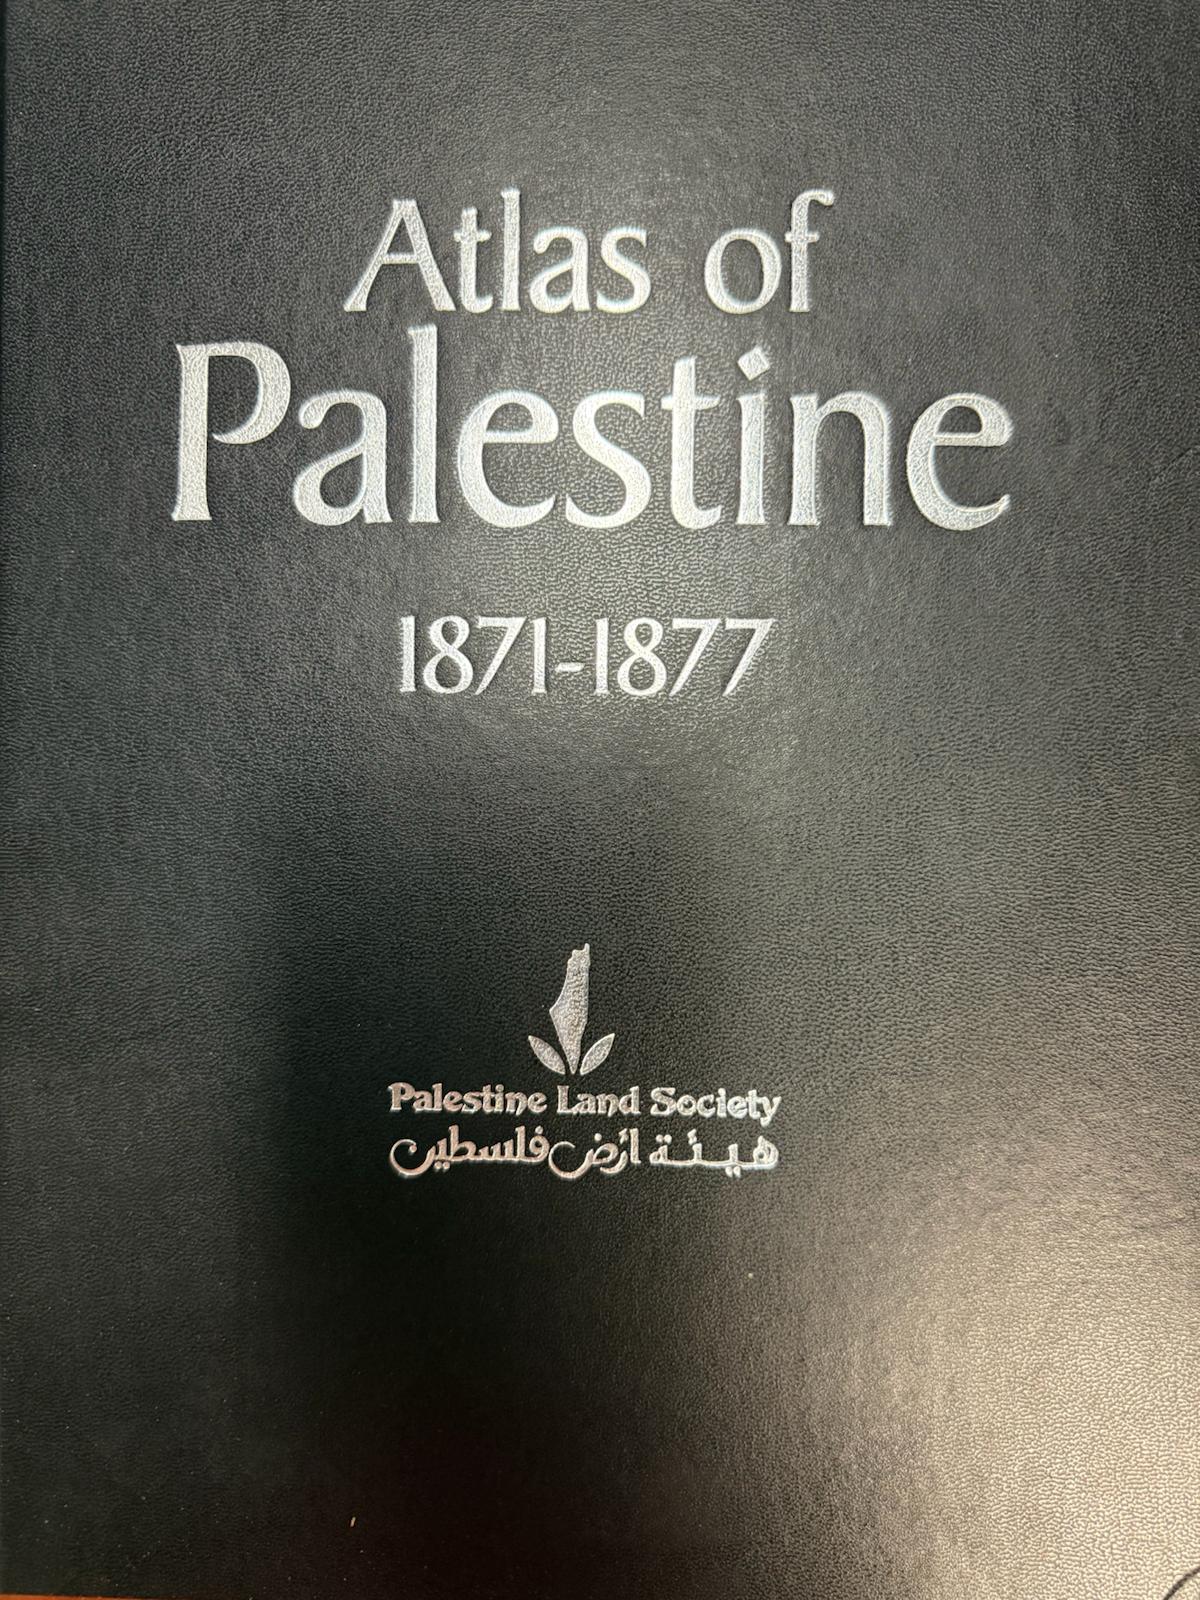 Atlas of
Palestine
1871-1877
Palestine Land Society
هيئة أرض فلسطين